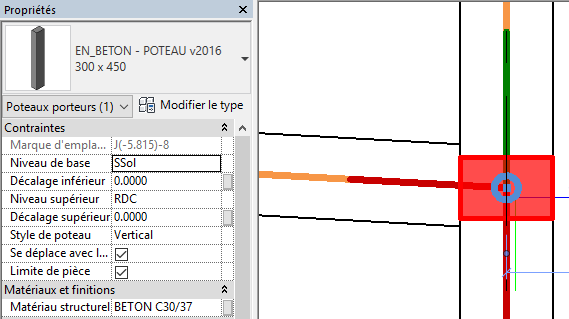 Propriétés
EN_BETON - POTEAU v2016
300 x 450
Poteaux porteurs (1)
Modifier le type
Contraintes
Marque d'empla... J(-5.815)-8
Niveau de base SSol
Décalage inférieur 0.0000
Niveau supérieur RDC
Décalage supérieur 0.0000
Style de poteau Vertical
Se déplace avec l...
Limite de pièce
Matériaux et finitions
Matériau structurel BETON C30/37